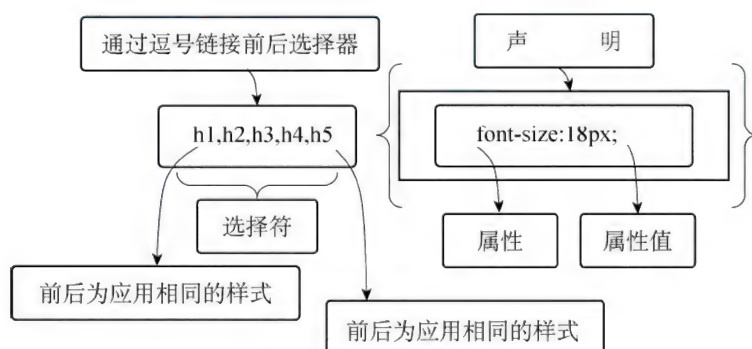 通过逗号链接前后选择器
声 明
h1,h2,h3,h4,h5
{
font-size:18px;
}
选择符
属性
属性值
前后为应用相同的样式
前后为应用相同的样式